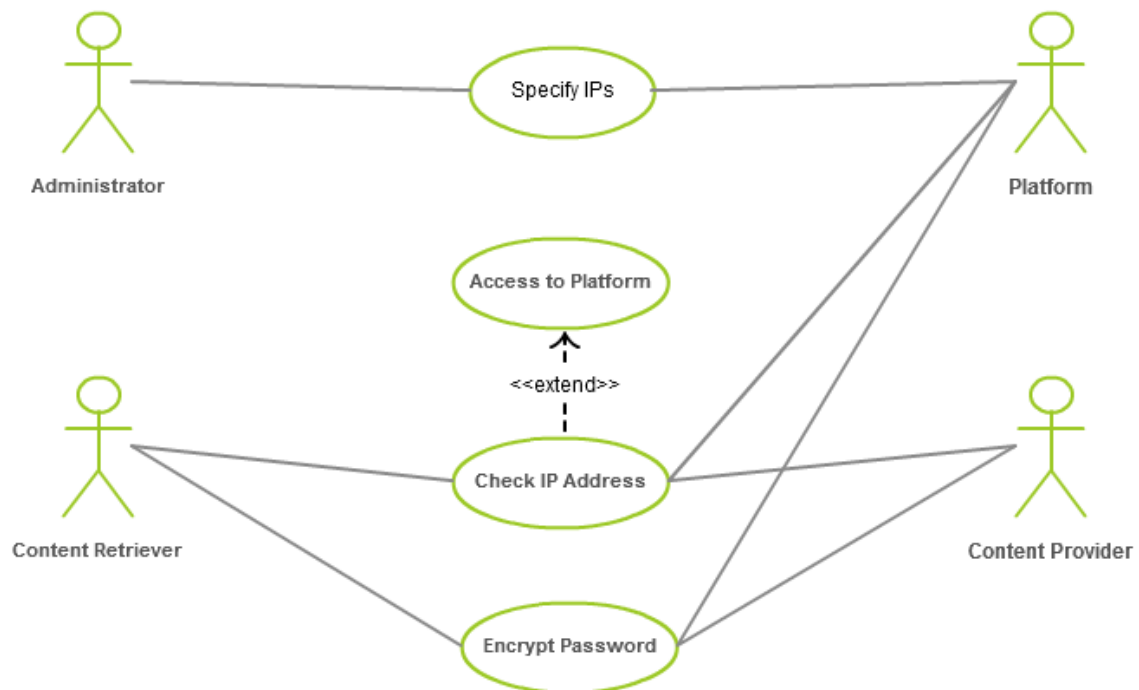 Specify IPs
Administrator
Platform
Access to Platform
<<extend>>
Check IP Address
Content Retriever
Content Provider
Encrypt Password